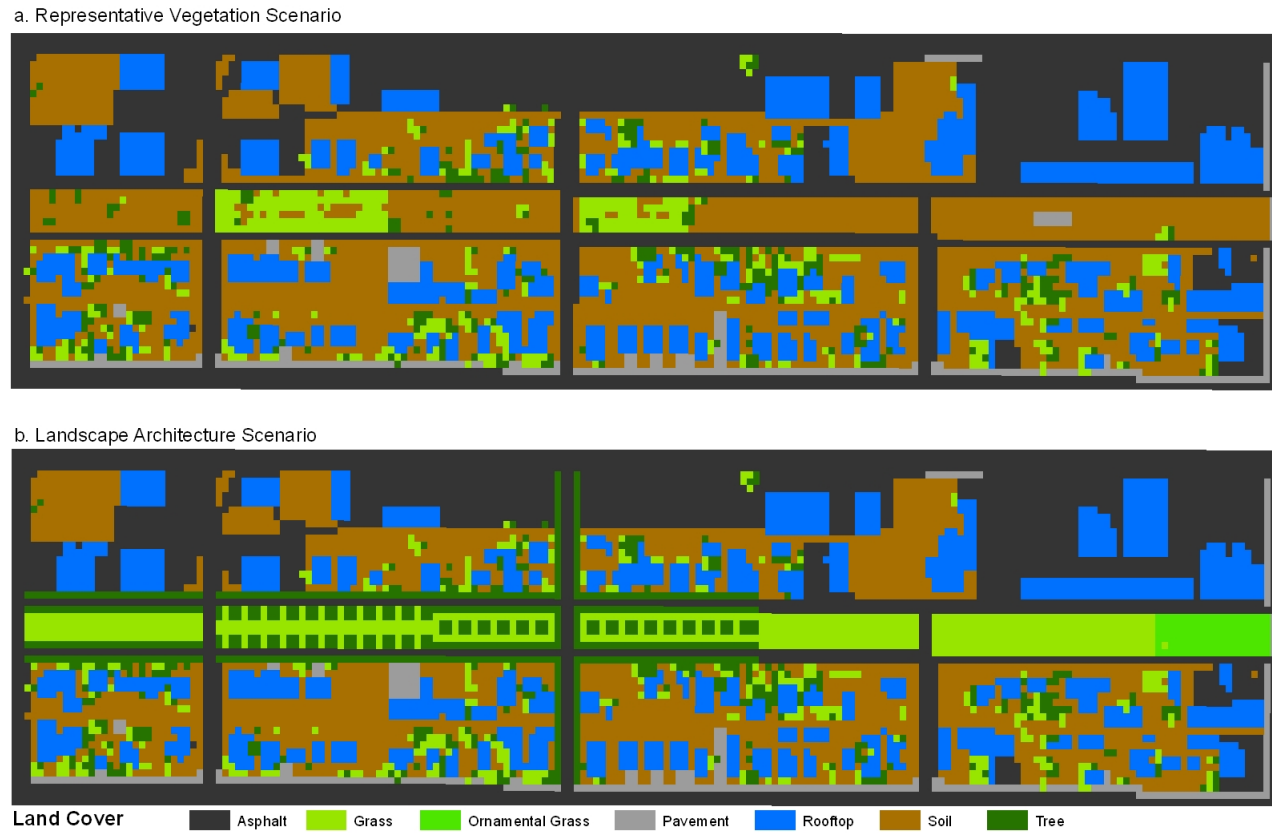 a. Representative Vegetation Scenario
b. Landscape Architecture Scenario
Land Cover Asphalt Grass Ornamental Grass Pavement Rooftop Soil Tree